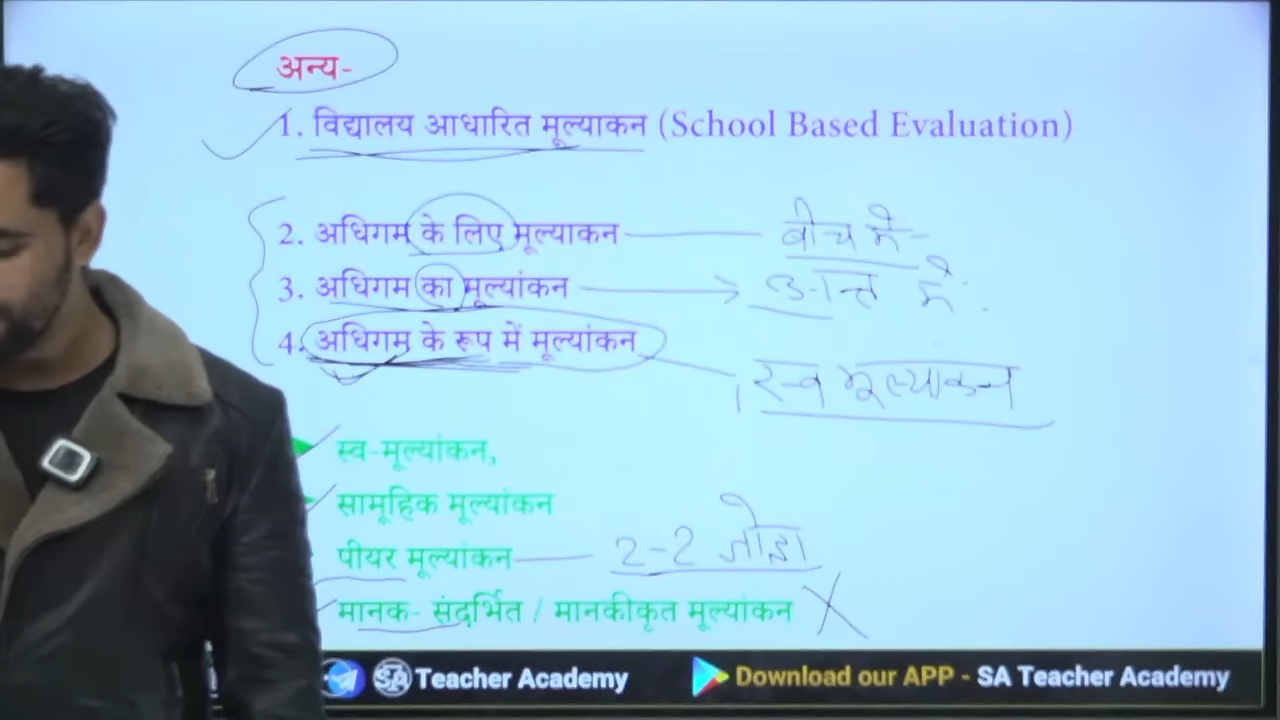 अन्य-
1. विद्यालय आधारित मूल्याकन (School Based Evaluation)
2. अधिगम के लिए मूल्याकन बीच में-
3. अधिगम का मूल्यांकन अन्त में
4. अधिगम के रूप में मूल्यांकन
स्व मूल्याकन
स्व-मूल्यांकन,
सामूहिक मूल्यांकन
पीयर मूल्यांकन 2-2 जोड़ा
मानक- संदर्भित / मानकीकृत मूल्यांकन X
SA Teacher Academy Download our APP - SA Teacher Academy